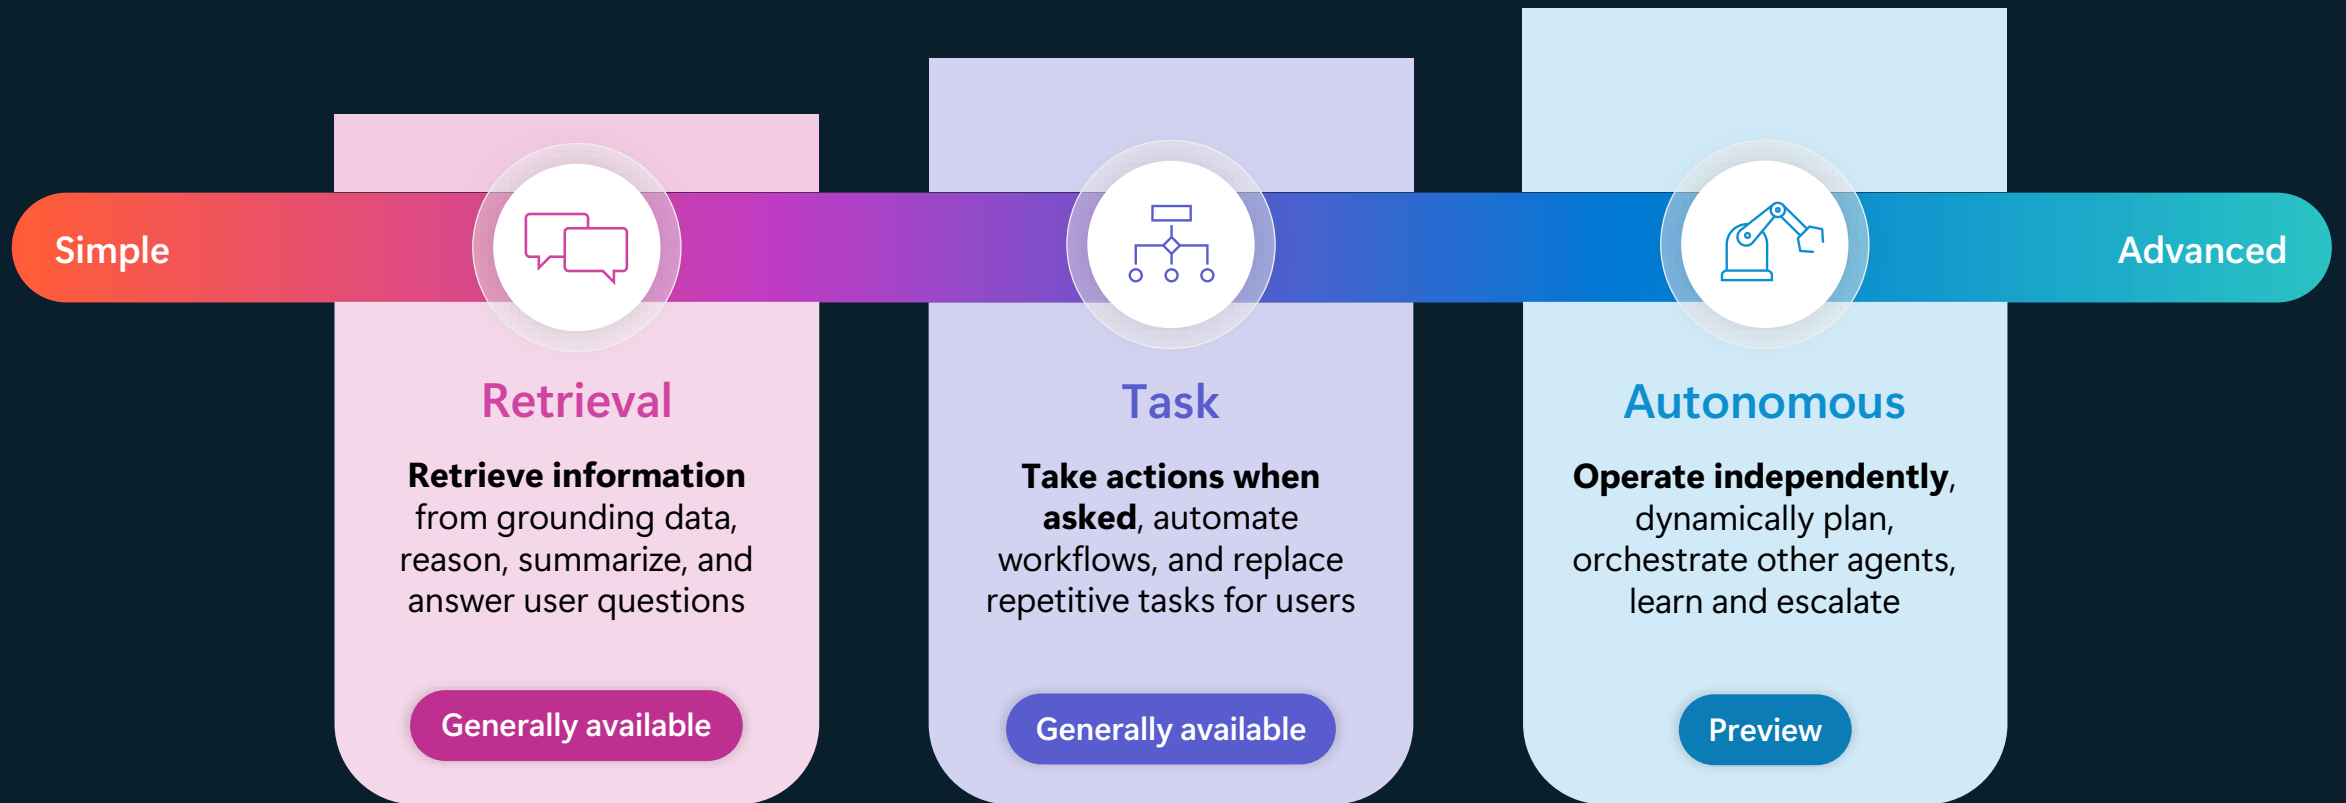 Simple
Advanced
Retrieval
Retrieve information
from grounding data,
reason, summarize, and
answer user questions
Generally available
Task
Take actions when
asked, automate
workflows, and replace
repetitive tasks for users
Generally available
Autonomous
Operate independently,
dynamically plan,
orchestrate other agents,
learn and escalate
Preview